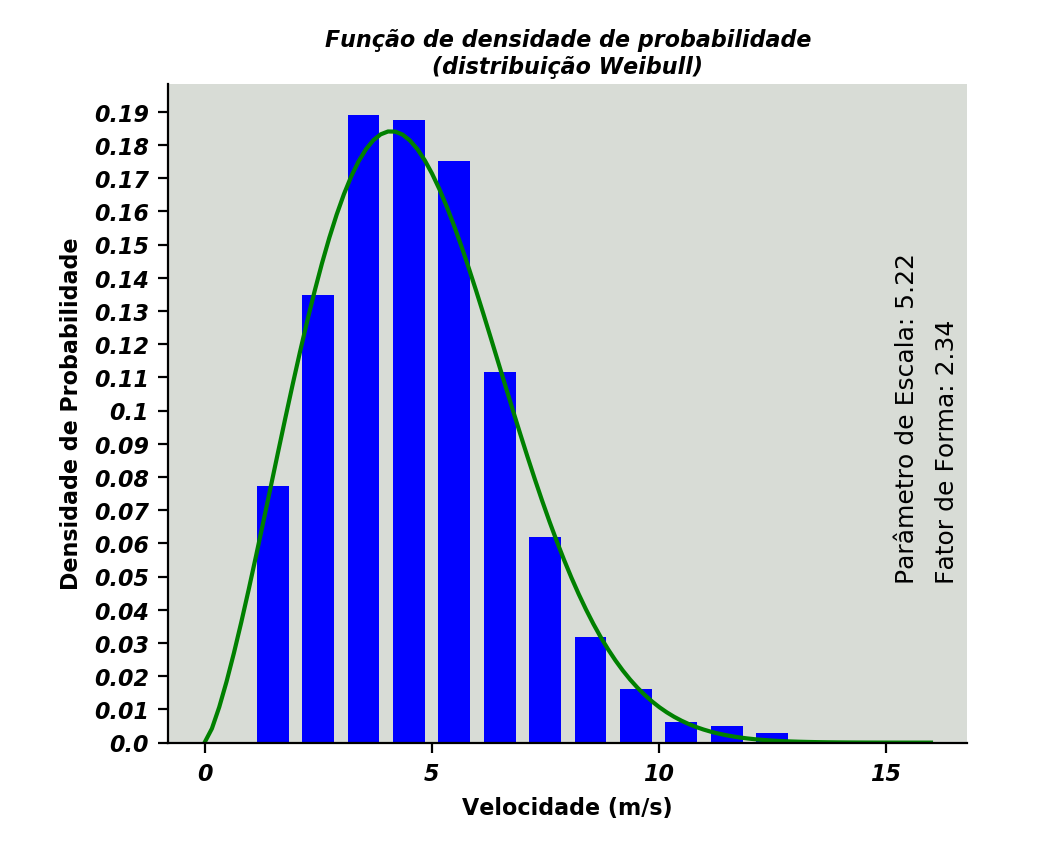 Função de densidade de probabilidade
(distribuição Weibull)
Densidade de Probabilidade
0.19
0.18
0.17
0.16
0.15
0.14
0.13
0.12
0.11
0.1
0.09
0.08
0.07
0.06
0.05
0.04
0.03
0.02
0.01
0.0
Parâmetro de Escala: 5.22
Fator de Forma: 2.34
0 5 10 15
Velocidade (m/s)